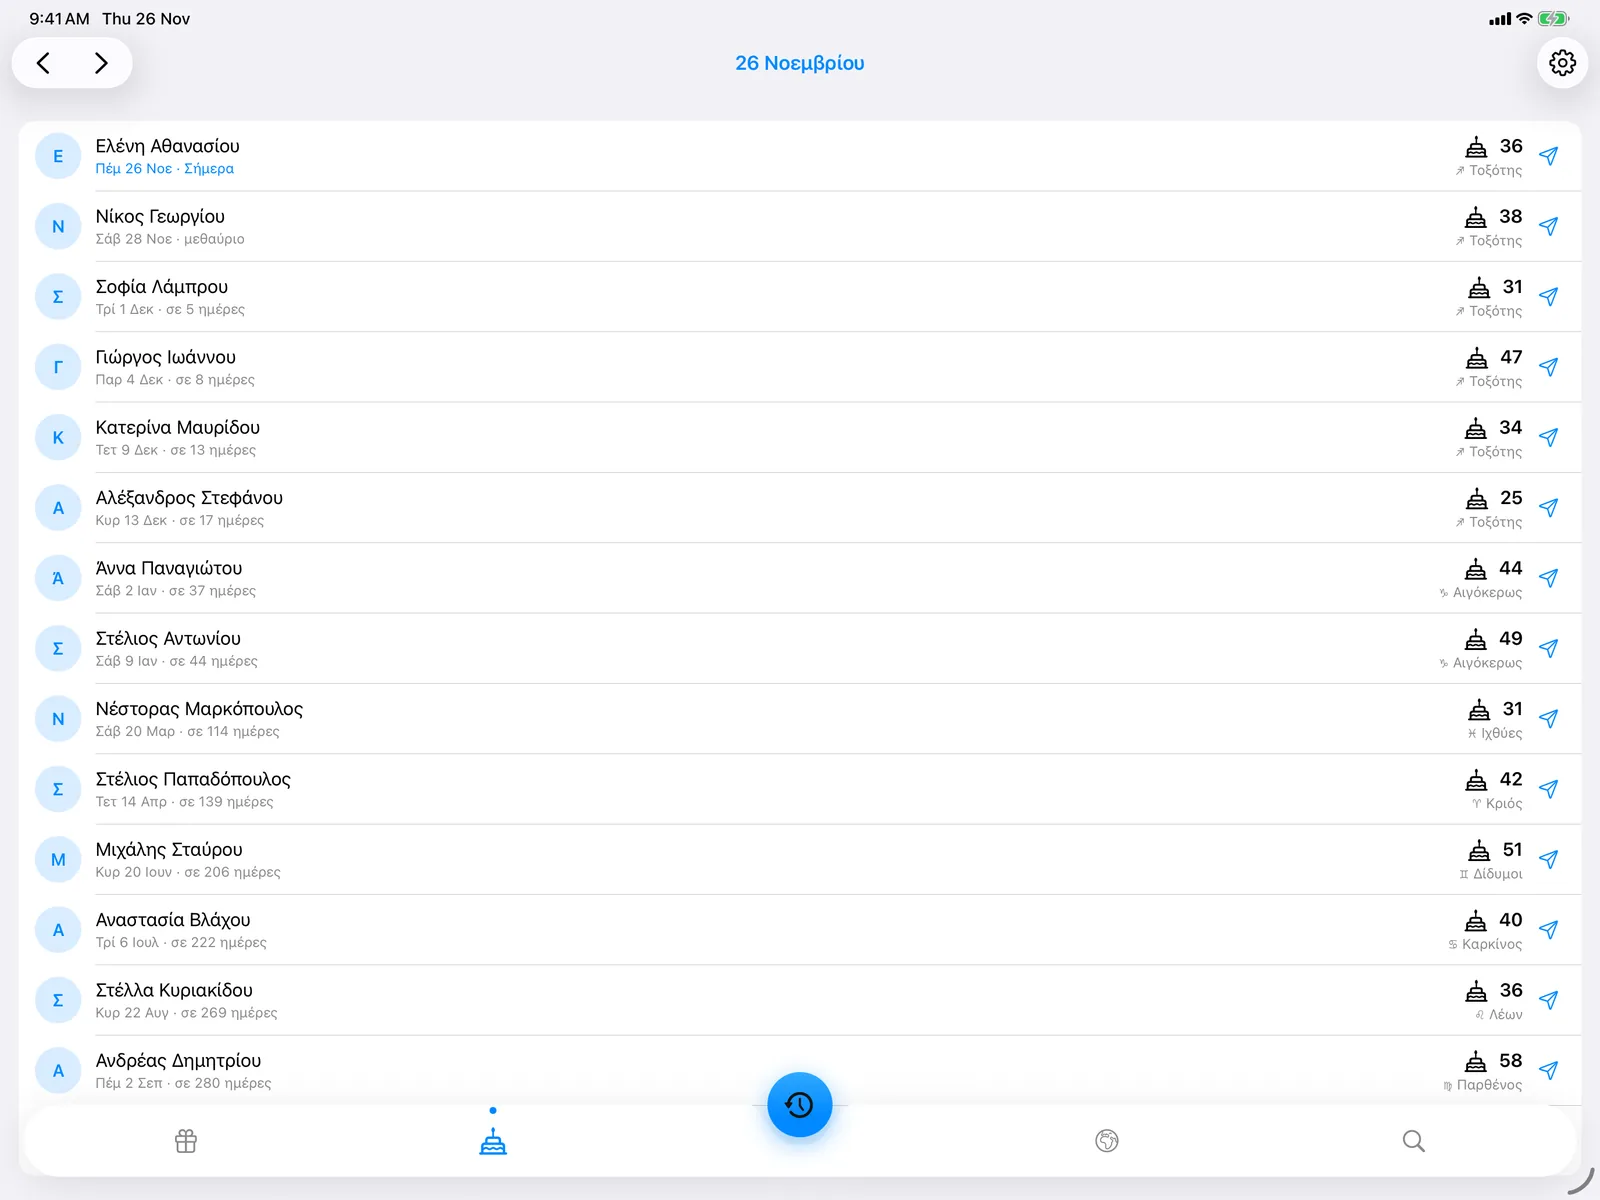 9:41 AM Thu 26 Nov
26 Νοεμβρίου
Ε Ελένη Αθανασίου 36
Πέμ 26 Νοε · Σήμερα ♐︎ Τοξότης
Ν Νίκος Γεωργίου 38
Σάβ 28 Νοε · μεθαύριο ♐︎ Τοξότης
Σ Σοφία Λάμπρου 31
Τρί 1 Δεκ · σε 5 ημέρες ♐︎ Τοξότης
Γ Γιώργος Ιωάννου 47
Παρ 4 Δεκ · σε 8 ημέρες ♐︎ Τοξότης
Κ Κατερίνα Μαυρίδου 34
Τετ 9 Δεκ · σε 13 ημέρες ♐︎ Τοξότης
Α Αλέξανδρος Στεφάνου 25
Κυρ 13 Δεκ · σε 17 ημέρες ♐︎ Τοξότης
Ά Άννα Παναγιώτου 44
Σάβ 2 Ιαν · σε 37 ημέρες ♑︎ Αιγόκερως
Σ Στέλιος Αντωνίου 49
Σάβ 9 Ιαν · σε 44 ημέρες ♑︎ Αιγόκερως
Ν Νέστορας Μαρκόπουλος 31
Σάβ 20 Μαρ · σε 114 ημέρες ♓︎ Ιχθύες
Σ Στέλιος Παπαδόπουλος 42
Τετ 14 Απρ · σε 139 ημέρες ♈︎ Κριός
Μ Μιχάλης Σταύρου 51
Κυρ 20 Ιουν · σε 206 ημέρες ♊︎ Δίδυμοι
Α Αναστασία Βλάχου 40
Τρί 6 Ιουλ · σε 222 ημέρες ♋︎ Καρκίνος
Σ Στέλλα Κυριακίδου 36
Κυρ 22 Αυγ · σε 269 ημέρες ♌︎ Λέων
Α Ανδρέας Δημητρίου 58
Πέμ 2 Σεπ · σε 280 ημέρες ♍︎ Παρθένος